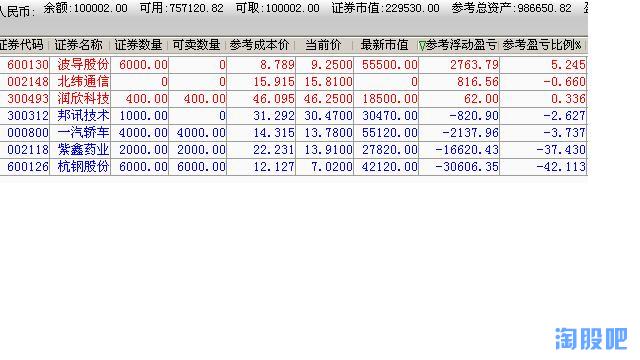 人民币: 余额:100002.00 可用:757120.82 可取:100002.00 证券市值:229530.00 参考总资产:986650.82
证券代码 证券名称 证券数量 可卖数量 参考成本价 当前价 最新市值 参考浮动盈亏 参考盈亏比例%
600130 波导股份 6000.00 0 8.789 9.2500 55500.00 2763.79 5.245
002148 北纬通信 0 0 15.915 15.8100 0 816.56 -0.660
300493 润欣科技 400.00 400.00 46.095 46.2500 18500.00 62.00 0.336
300312 邦讯技术 1000.00 0 31.292 30.4700 30470.00 -820.90 -2.627
000800 一汽轿车 4000.00 4000.00 14.315 13.7800 55120.00 -2137.96 -3.737
002118 紫鑫药业 2000.00 2000.00 22.231 13.9100 27820.00 -16620.43 -37.430
600126 杭钢股份 6000.00 6000.00 12.127 7.0200 42120.00 -30606.35 -42.113
淘股吧